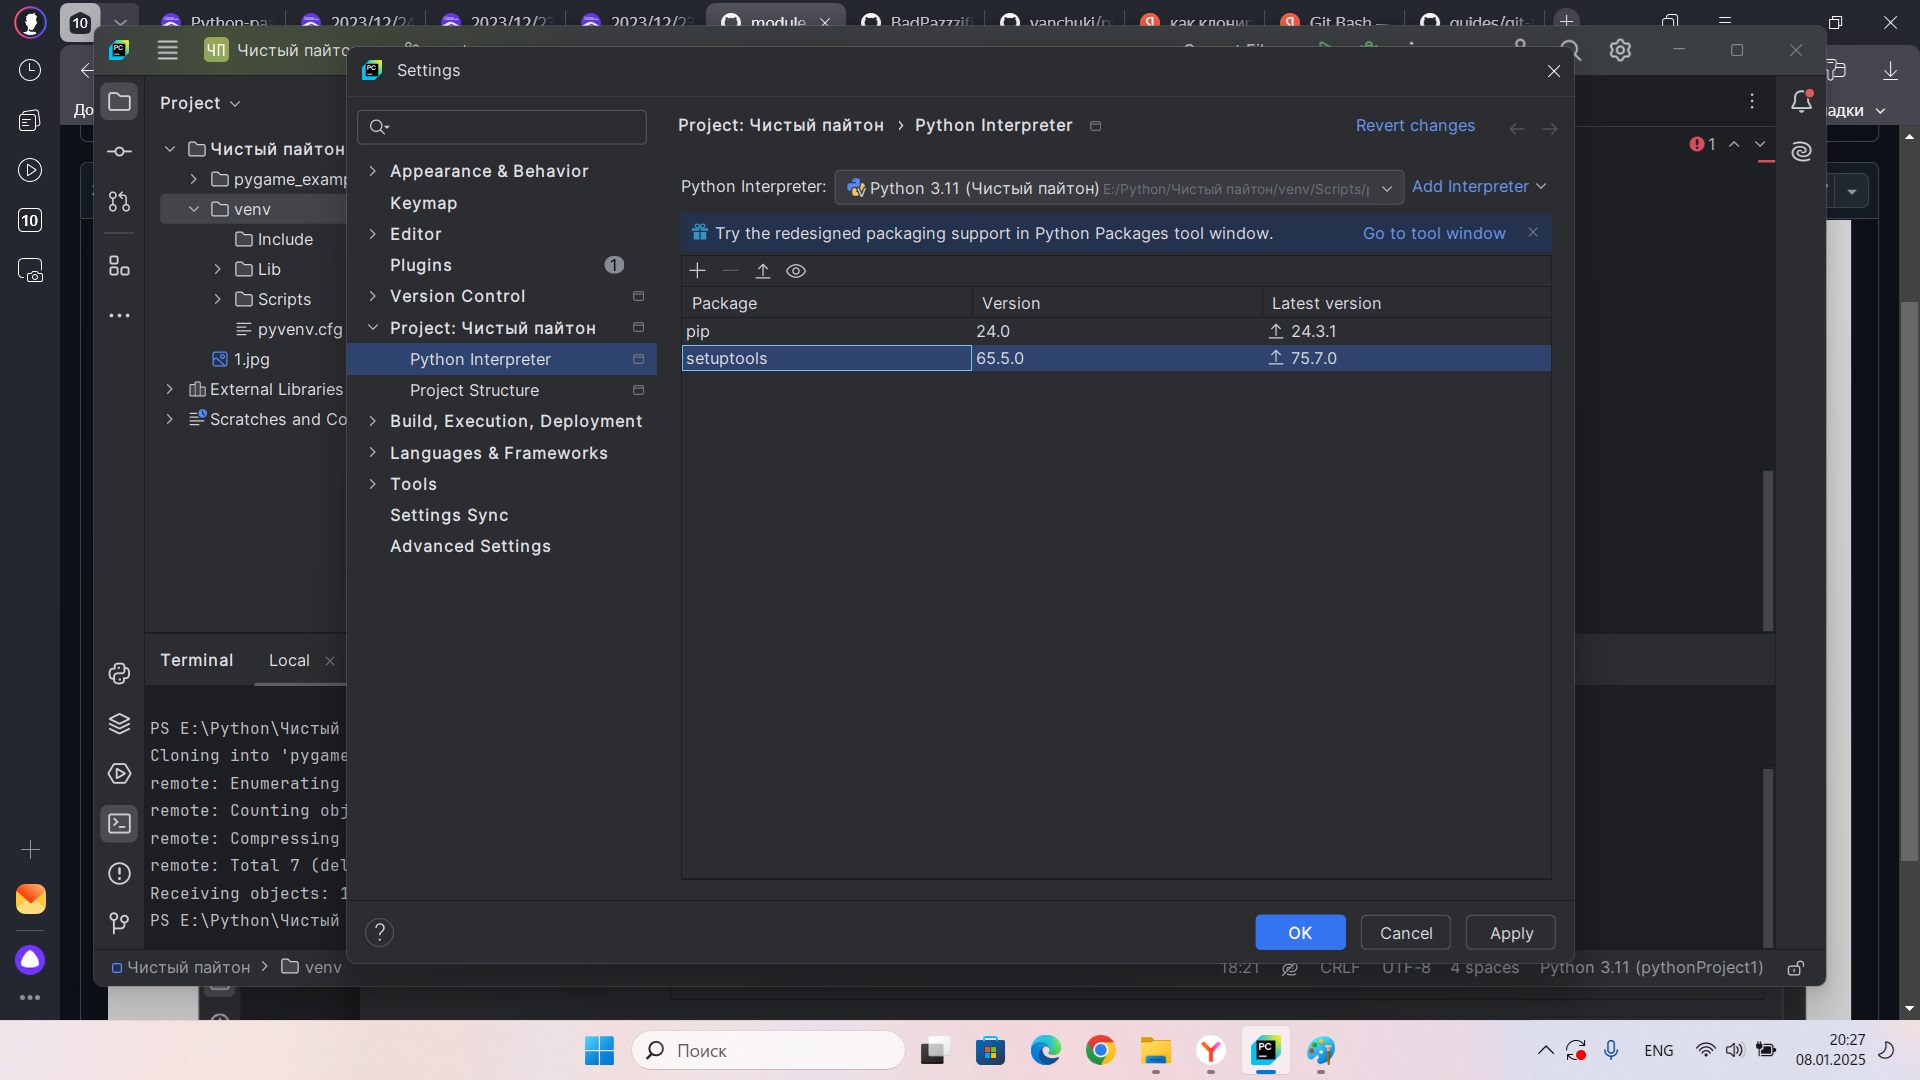 10
Python-pa
2023/12/24
2023/12/23
2023/12/23
module
BadPazzzif
vanchuki/p
как клонир
Git Bash —
guides/git-
ЧП Чистый пайто
Settings
Project
До
адки
Project: Чистый пайтон › Python Interpreter
Revert changes
1
Чистый пайтон
pygame_examp
venv
Include
Lib
Scripts
pyvenv.cfg
1.jpg
External Libraries
Scratches and Co
10
Appearance & Behavior
Keymap
Editor
Plugins 1
Version Control
Project: Чистый пайтон
Python Interpreter
Project Structure
Build, Execution, Deployment
Languages & Frameworks
Tools
Settings Sync
Advanced Settings
Python Interpreter: Python 3.11 (Чистый пайтон) E:/Python/Чистый пайтон/venv/Scripts/ Add Interpreter
Try the redesigned packaging support in Python Packages tool window. Go to tool window
Package Version Latest version
pip 24.0 24.3.1
setuptools 65.5.0 75.7.0
Terminal Local
PS E:\Python\Чистый
Cloning into 'pygame
remote: Enumerating
remote: Counting obj
remote: Compressing
remote: Total 7 (del
Receiving objects: 1
PS E:\Python\Чистый
? OK Cancel Apply
Чистый пайтон > venv
18:21 CRLF UTF-8 4 spaces Python 3.11 (pythonProject1)
Поиск
ENG
20:27
08.01.2025